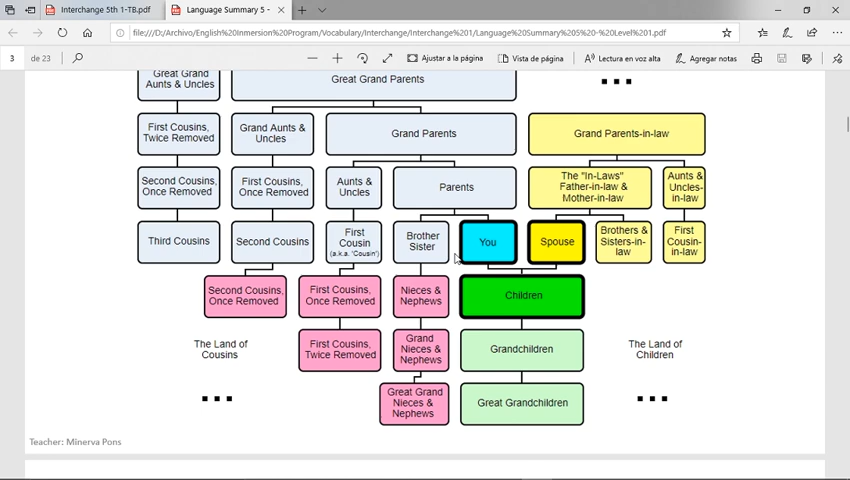 Interchange 5th 1-TB.pdf
Language Summary 5 -
file:///D:/Archivo/English%20Inmersion%20Program/Vocabulary/Interchange/Interchange%201/Language%20Summary%205%20-%20Level%201.pdf
3
de 23
Ajustar a la página
Vista de página
Lectura en voz alta
Agregar notas
Great Grand
Aunts & Uncles
Great Grand Parents
...
First Cousins,
Twice Removed
Grand Aunts &
Uncles
Grand Parents
Grand Parents-in-law
Second Cousins,
Once Removed
First Cousins,
Once Removed
Aunts &
Uncles
Parents
The "In-Laws"
Father-in-law &
Mother-in-law
Aunts &
Uncles-
in-law
Third Cousins
Second Cousins
First
Cousin
(a.k.a. 'Cousin')
Brother
Sister
You
Spouse
Brothers &
Sisters-in-
law
First
Cousin-
in-law
Second Cousins,
Once Removed
First Cousins,
Once Removed
Nieces &
Nephews
Children
The Land of
Cousins
First Cousins,
Twice Removed
Grand
Nieces &
Nephews
Grandchildren
The Land of
Children
...
Great Grand
Nieces &
Nephews
Great Grandchildren
...
Teacher: Minerva Pons